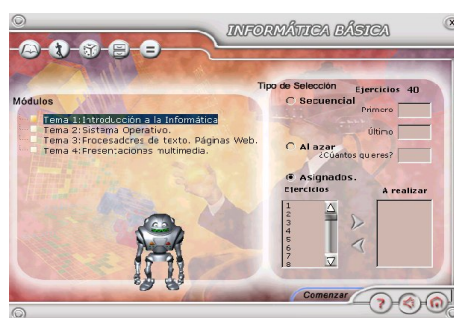 INFORMÁTICA BÁSICA
Módulos
Tema 1:Introducción a la Informática
Tema 2:Sistema Operativo.
Tema 3:Procesadores de texto. Páginas Web.
Tema 4:Presentaciones multimedia.
Tipo de Selección
Ejercicios 40
Secuencial
Primero
Último
Al azar
¿Cuántos quieres?
Asignados.
Ejercicios
A realizar
1
2
3
4
5
6
7
8
Comenzar
?